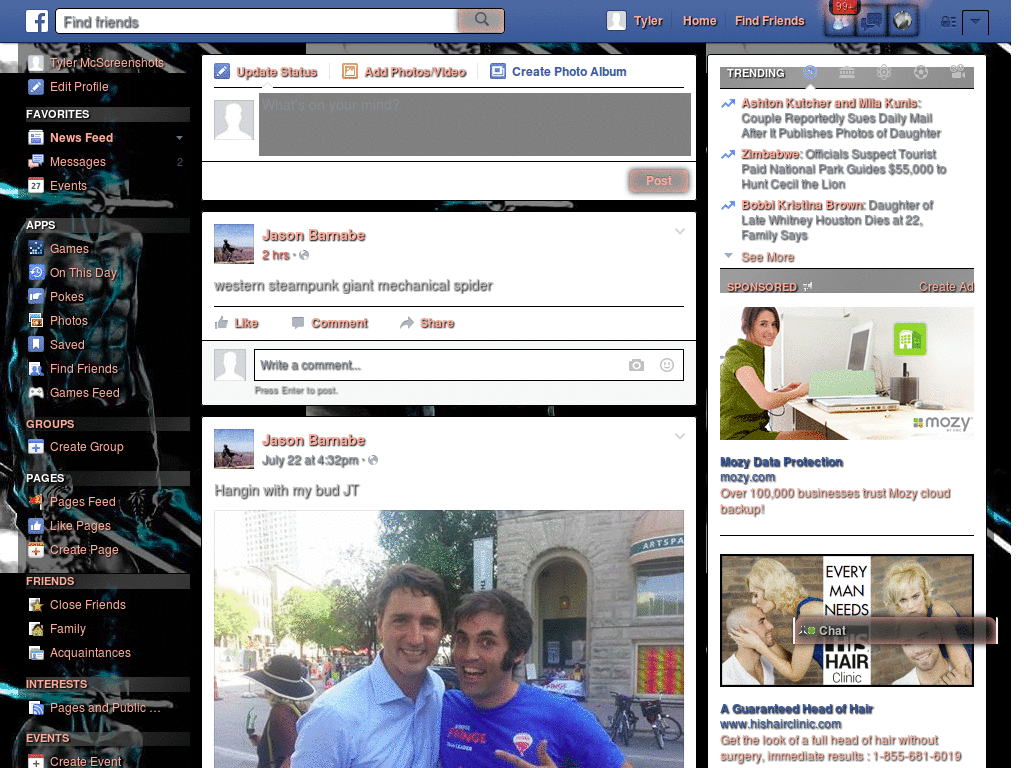 Find friends
Tyler
Home
Find Friends
99+
Tyler McScreenshots
Edit Profile
FAVORITES
News Feed
Messages 2
27 Events
APPS
Games
On This Day
Pokes
Photos
Saved
Find Friends
Games Feed
GROUPS
Create Group
PAGES
Pages Feed
Like Pages
Create Page
FRIENDS
Close Friends
Family
Acquaintances
INTERESTS
Pages and Public ...
EVENTS
Create Event
Update Status
Add Photos/Video
Create Photo Album
What's on your mind?
Post
Jason Barnabe
2 hrs ·
western steampunk giant mechanical spider
Like
Comment
Share
Write a comment...
Press Enter to post.
Jason Barnabe
July 22 at 4:32pm ·
Hangin with my bud JT
ARTSPA
THE
FRINGE
LEADER
RE/MAX
TRENDING
Ashton Kutcher and Mila Kunis:
Couple Reportedly Sues Daily Mail
After It Publishes Photos of Daughter
Zimbabwe: Officials Suspect Tourist
Paid National Park Guides $55,000 to
Hunt Cecil the Lion
Bobbi Kristina Brown: Daughter of
Late Whitney Houston Dies at 22,
Family Says
See More
SPONSORED
Create Ad
mozy
Mozy Data Protection
mozy.com
Over 100,000 businesses trust Mozy cloud
backup!
EVERY
MAN
NEEDS
Chat
HIS
HAIR
Clinic
A Guaranteed Head of Hair
www.hishairclinic.com
Get the look of a full head of hair without
surgery, immediate results : 1-855-681-6019